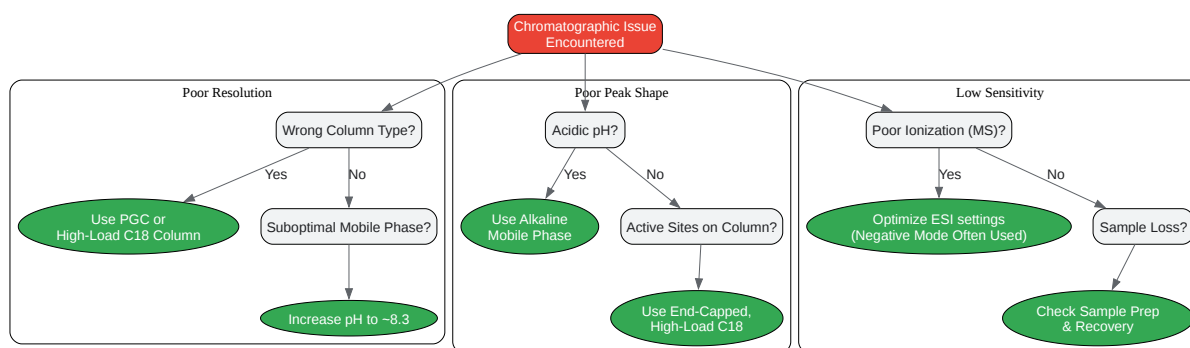 Chromatographic Issue
Encountered
Poor Resolution
Wrong Column Type?
Yes
No
Use PGC or
High-Load C18 Column
Suboptimal Mobile Phase?
Increase pH to ~8.3
Poor Peak Shape
Acidic pH?
Yes
No
Use Alkaline
Mobile Phase
Active Sites on Column?
Use End-Capped,
High-Load C18
Low Sensitivity
Poor Ionization (MS)?
Yes
No
Optimize ESI settings
(Negative Mode Often Used)
Sample Loss?
Check Sample Prep
& Recovery